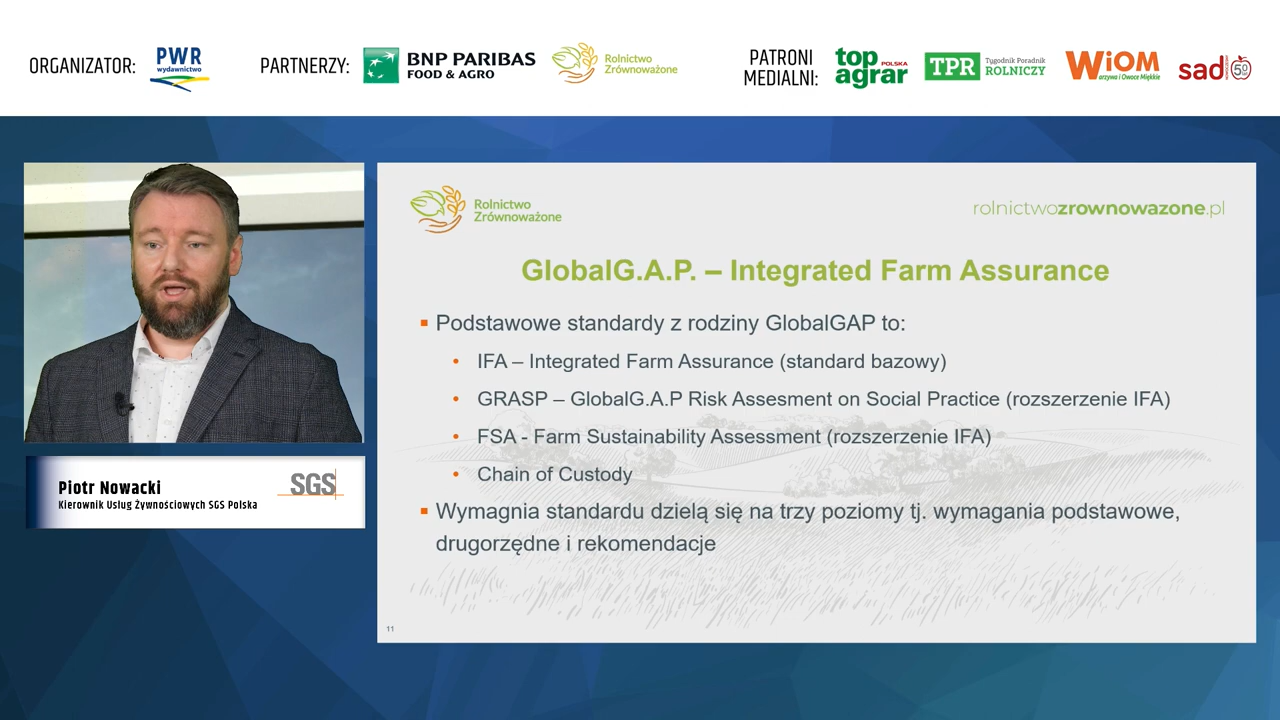 ORGANIZATOR:
PWR
wydawnictwo
PARTNERZY:
BNP PARIBAS
FOOD & AGRO
Rolnictwo
Zrównoważone
PATRONI
MEDIALNI:
top
agrar
POLSKA
TPR
Tygodnik Poradnik
ROLNICZY
WiOM
arzywa i Owoce Miękkie
sad
Rolnictwo
Zrównoważone
rolnictwozrownowazone.pl
GlobalG.A.P. – Integrated Farm Assurance
Podstawowe standardy z rodziny GlobalGAP to:
IFA – Integrated Farm Assurance (standard bazowy)
GRASP – GlobalG.A.P Risk Assesment on Social Practice (rozszerzenie IFA)
FSA - Farm Sustainability Assessment (rozszerzenie IFA)
Chain of Custody
Wymagnia standardu dzielą się na trzy poziomy tj. wymagania podstawowe,
drugorzędne i rekomendacje
11
Piotr Nowacki
Kierownik Usług Żywnościowych SGS Polska
SGS